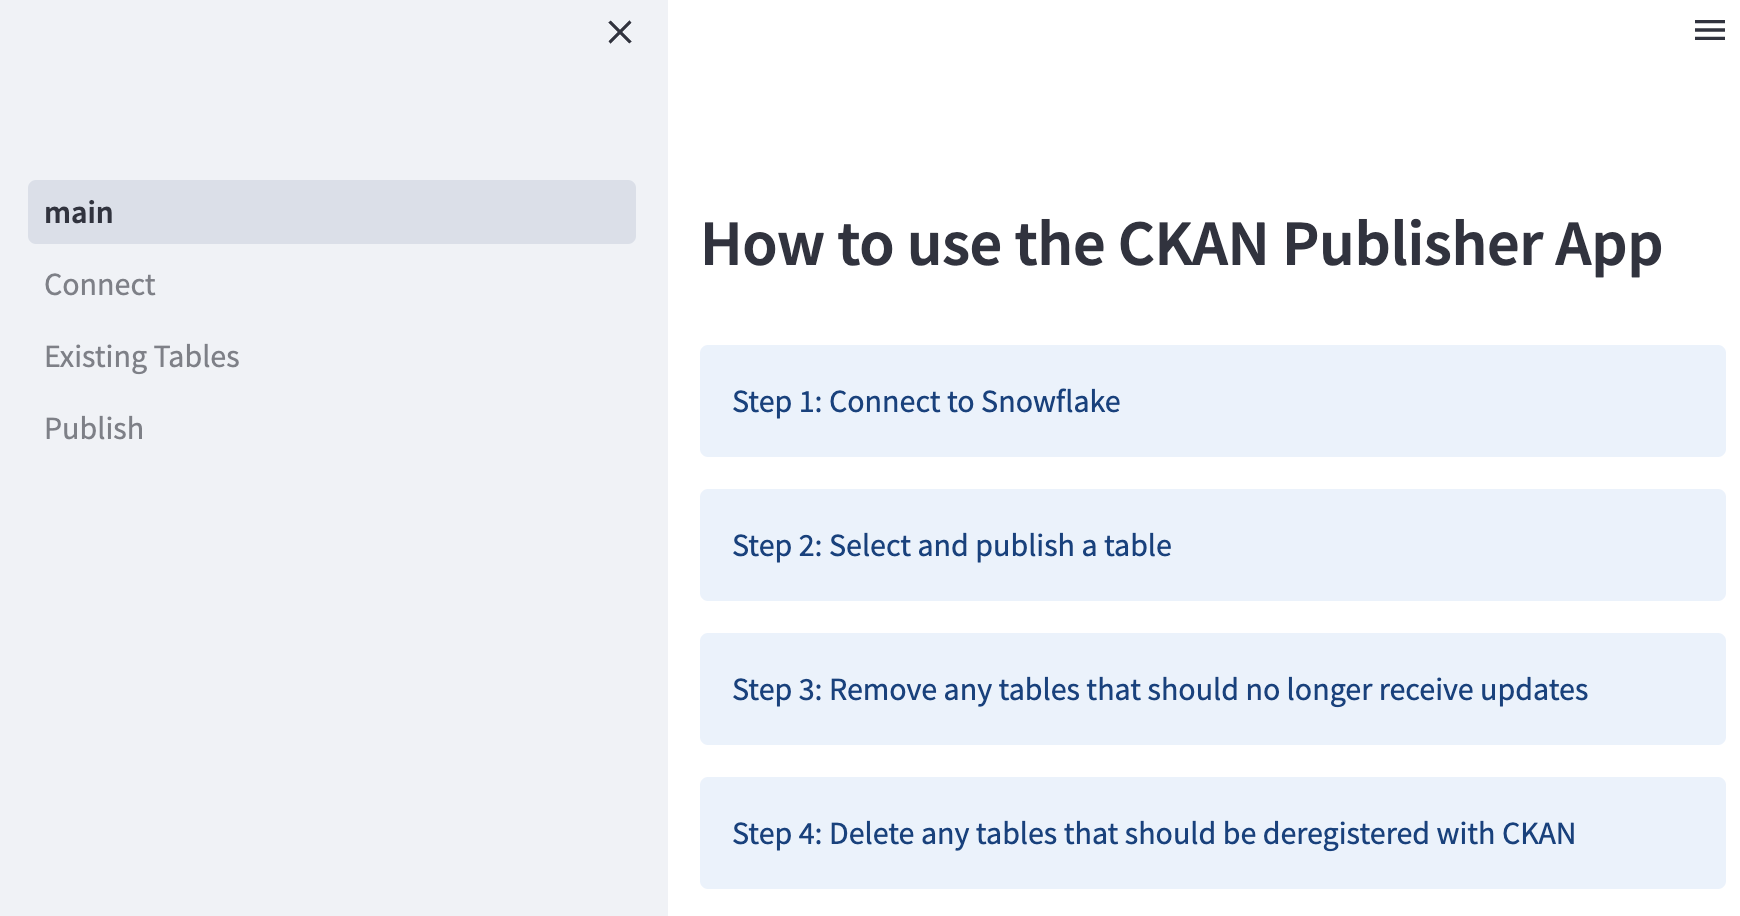 main
Connect
Existing Tables
Publish
How to use the CKAN Publisher App
Step 1: Connect to Snowflake
Step 2: Select and publish a table
Step 3: Remove any tables that should no longer receive updates
Step 4: Delete any tables that should be deregistered with CKAN